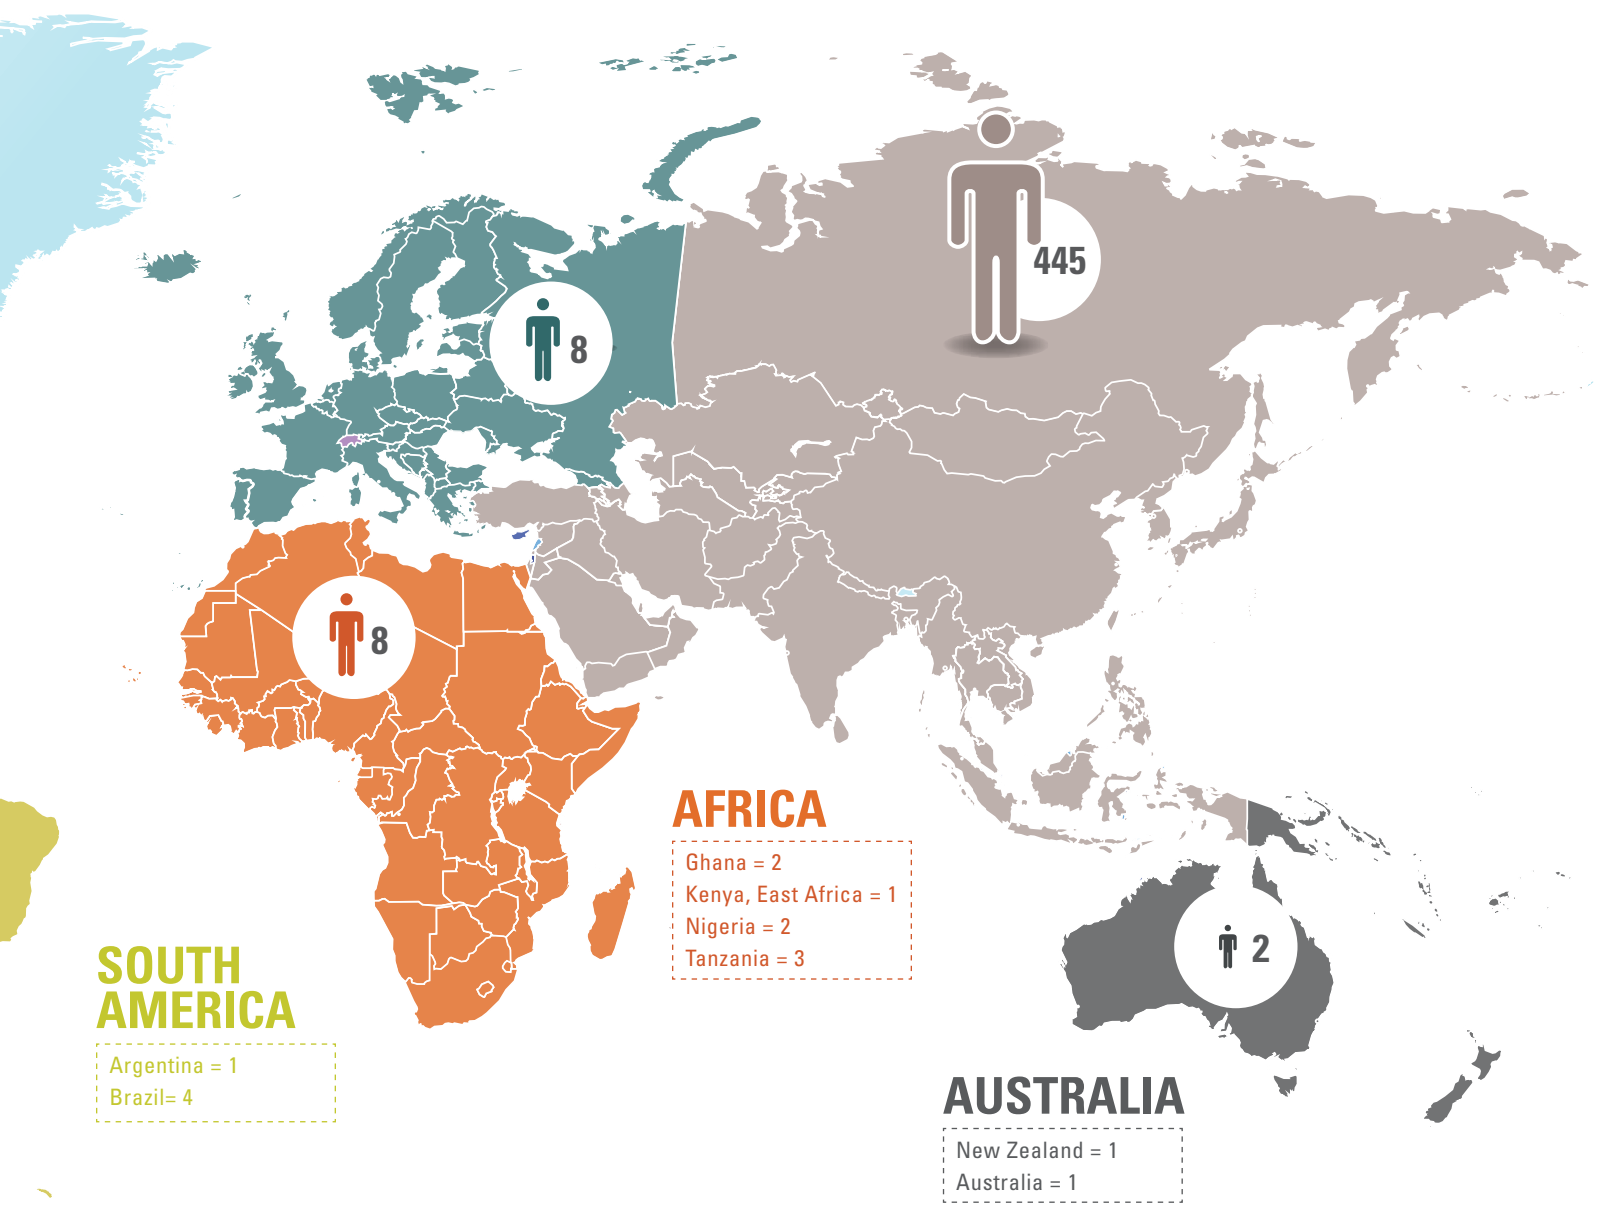 445
8
8
AFRICA
Ghana = 2
Kenya, East Africa = 1
Nigeria = 2
Tanzania = 3
2
SOUTH
AMERICA
Argentina = 1
Brazil= 4
AUSTRALIA
New Zealand = 1
Australia = 1